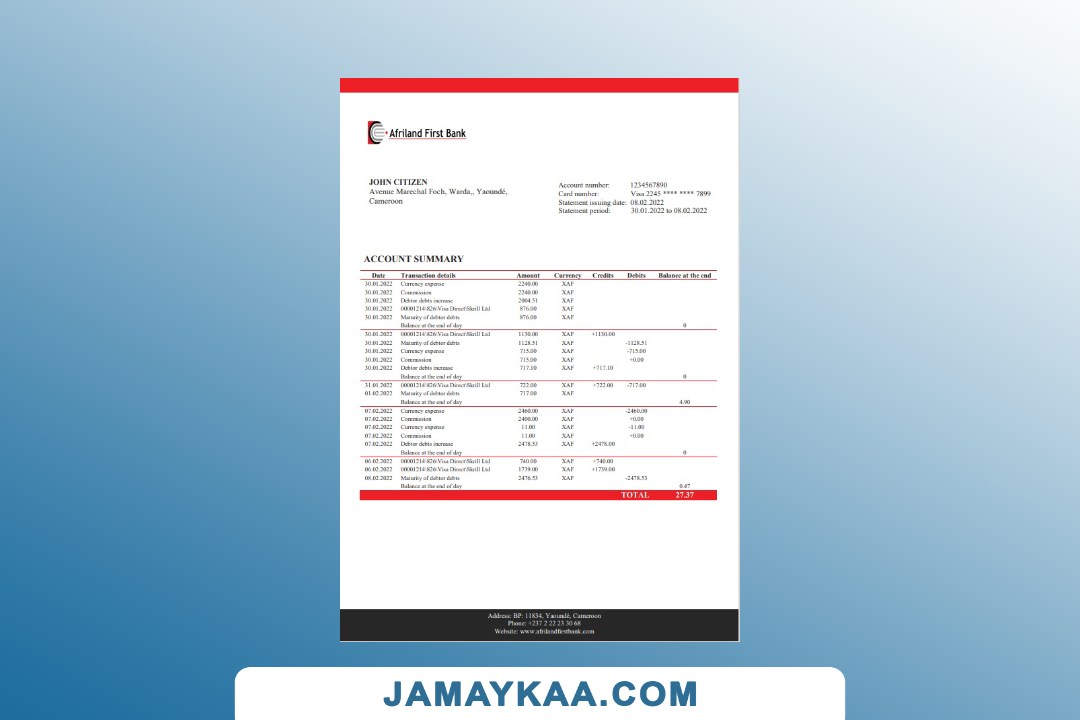 Afriland First Bank
JOHN CITIZEN
Avenue Marechal Foch, Warda,, Yaoundé,
Cameroon
Account number: 1234567890
Card number: Visa 2245 **** **** 7899
Statement issuing date: 08.02.2022
Statement period: 30.01.2022 to 08.02.2022
ACCOUNT SUMMARY
Date Transaction details Amount Currency Credits Debits Balance at the end
30.01.2022 Currency expense 2240.00 XAF
30.01.2022 Commission 2240.00 XAF
30.01.2022 Debtor debts increase 2004.51 XAF
30.01.2022 00001214\826\Visa Direct\Skrill Ltd 876.00 XAF
30.01.2022 Maturity of debtor debts 876.00 XAF
Balance at the end of day 0
30.01.2022 00001214\826\Visa Direct\Skrill Ltd 1130.00 XAF +1130.00
30.01.2022 Maturity of debtor debts 1128.51 XAF -1128.51
30.01.2022 Currency expense 715.00 XAF -715.00
30.01.2022 Commission 715.00 XAF +0.00
30.01.2022 Debtor debts increase 717.10 XAF +717.10
Balance at the end of day 0
31.01.2022 00001214\826\Visa Direct\Skrill Ltd 722.00 XAF +722.00 -717.00
01.02.2022 Maturity of debtor debts 717.00 XAF
Balance at the end of day 4.90
07.02.2022 Currency expense 2460.00 XAF -2460.00
07.02.2022 Commission 2400.00 XAF +0.00
07.02.2022 Currency expense 11.00 XAF -11.00
07.02.2022 Commission 11.00 XAF +0.00
07.02.2022 Debtor debts increase 2478.53 XAF +2478.00
Balance at the end of day 0
06.02.2022 00001214\826\Visa Direct\Skrill Ltd 740.00 XAF +740.00
06.02.2022 00001214\826\Visa Direct\Skrill Ltd 1739.00 XAF +1739.00
08.02.2022 Maturity of debtor debts 2476.53 XAF -2478.53
Balance at the end of day 0.47
TOTAL 27.37
Address: BP: 11834, Yaoundé, Cameroon
Phone: +237 2 22 23 30 68
Website: www.afrilandfirstbank.com
JAMAYKAA.COM